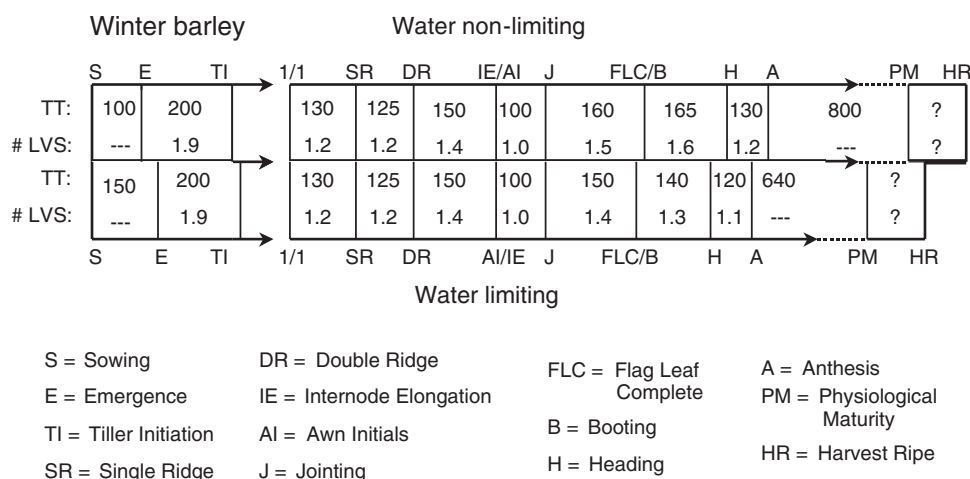 Winter barley Water non-limiting
S E TI 1/1 SR DR IE/AI J FLC/B H A PM HR
TT: 100 200 130 125 150 100 160 165 130 800 ?
# LVS: --- 1.9 1.2 1.2 1.4 1.0 1.5 1.6 1.2 --- ?
TT: 150 200 130 125 150 100 150 140 120 640 ?
# LVS: --- 1.9 1.2 1.2 1.4 1.0 1.4 1.3 1.1 --- ?
S E TI 1/1 SR DR AI/IE J FLC/B H A PM HR
Water limiting
S = Sowing
E = Emergence
TI = Tiller Initiation
SR = Single Ridge
DR = Double Ridge
IE = Internode Elongation
AI = Awn Initials
J = Jointing
FLC = Flag Leaf
Complete
B = Booting
H = Heading
A = Anthesis
PM = Physiological
Maturity
HR = Harvest Ripe